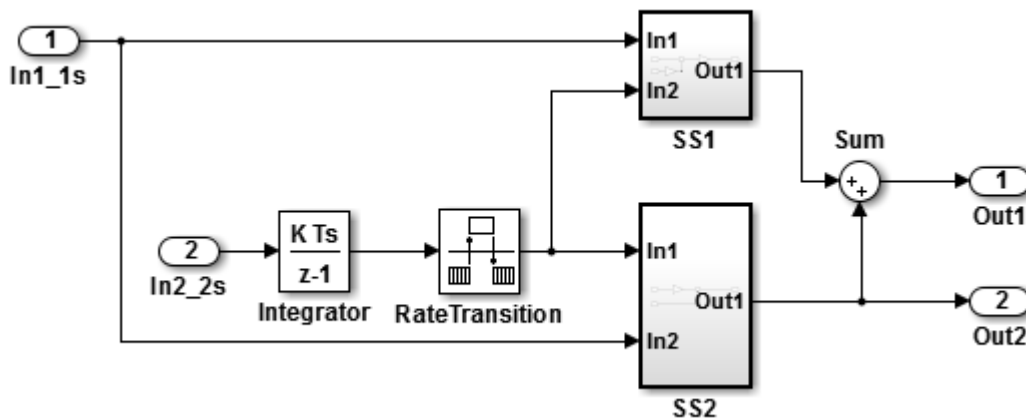 1
In1_1s
In1
Out1
In2
SS1
Sum
+
+
1
Out1
2
In2_2s
K Ts
z-1
Integrator
RateTransition
In1
Out1
In2
SS2
2
Out2